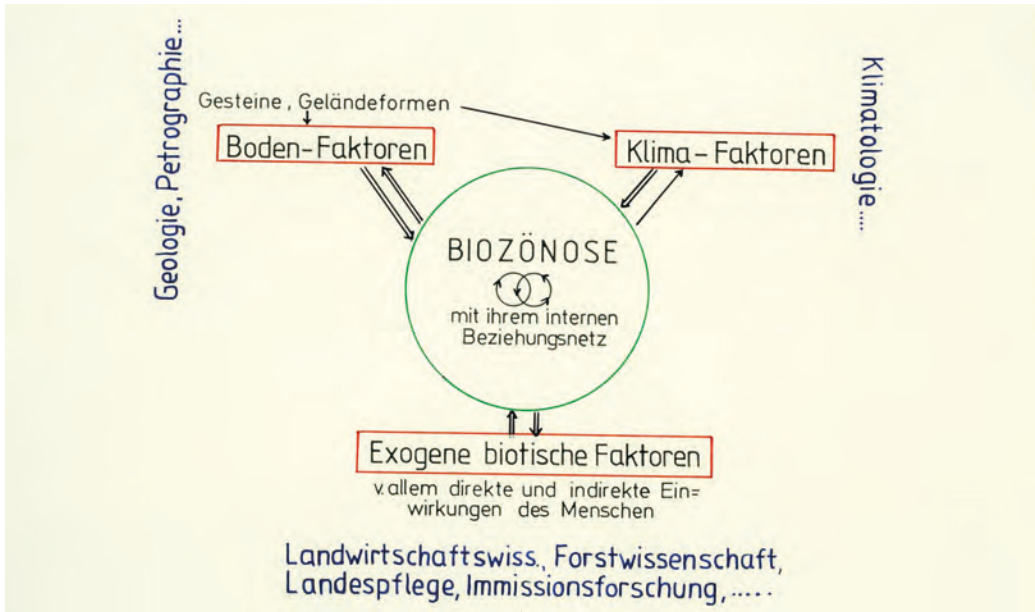 Geologie, Petrographie...
Klimatologie....
Gesteine, Geländeformen
Boden-Faktoren
Klima-Faktoren
BIOZÖNOSE
mit ihrem internen
Beziehungsnetz
Exogene biotische Faktoren
v.allem direkte und indirekte Ein=
wirkungen des Menschen
Landwirtschaftswiss., Forstwissenschaft,
Landespflege, Immissionsforschung,.....